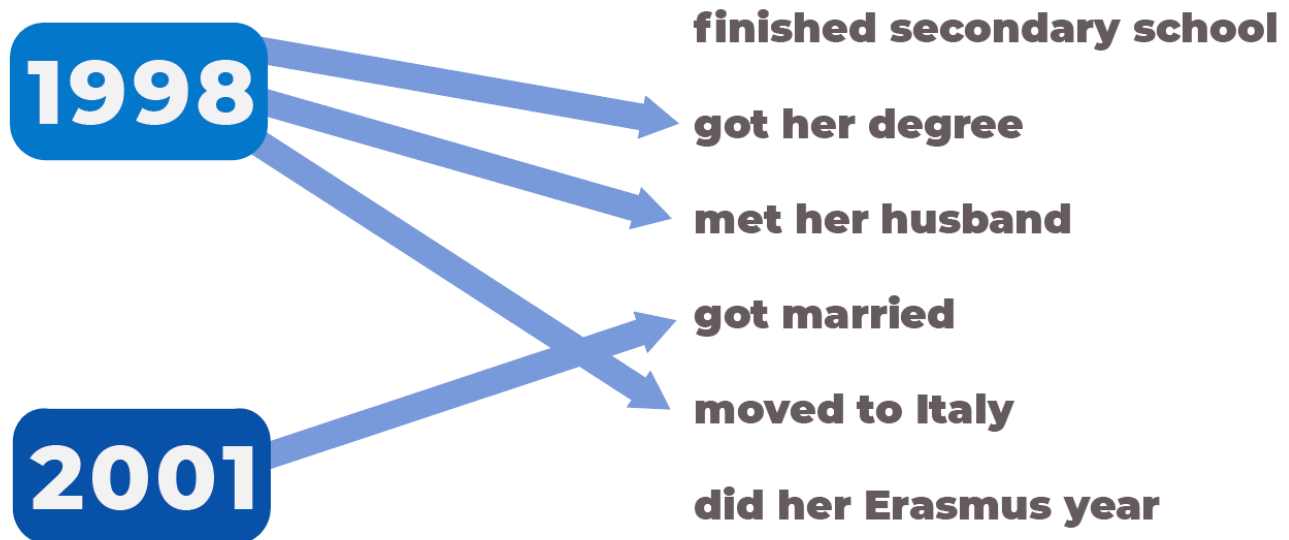 finished secondary school
1998
got her degree
met her husband
got married
moved to Italy
2001
did her Erasmus year